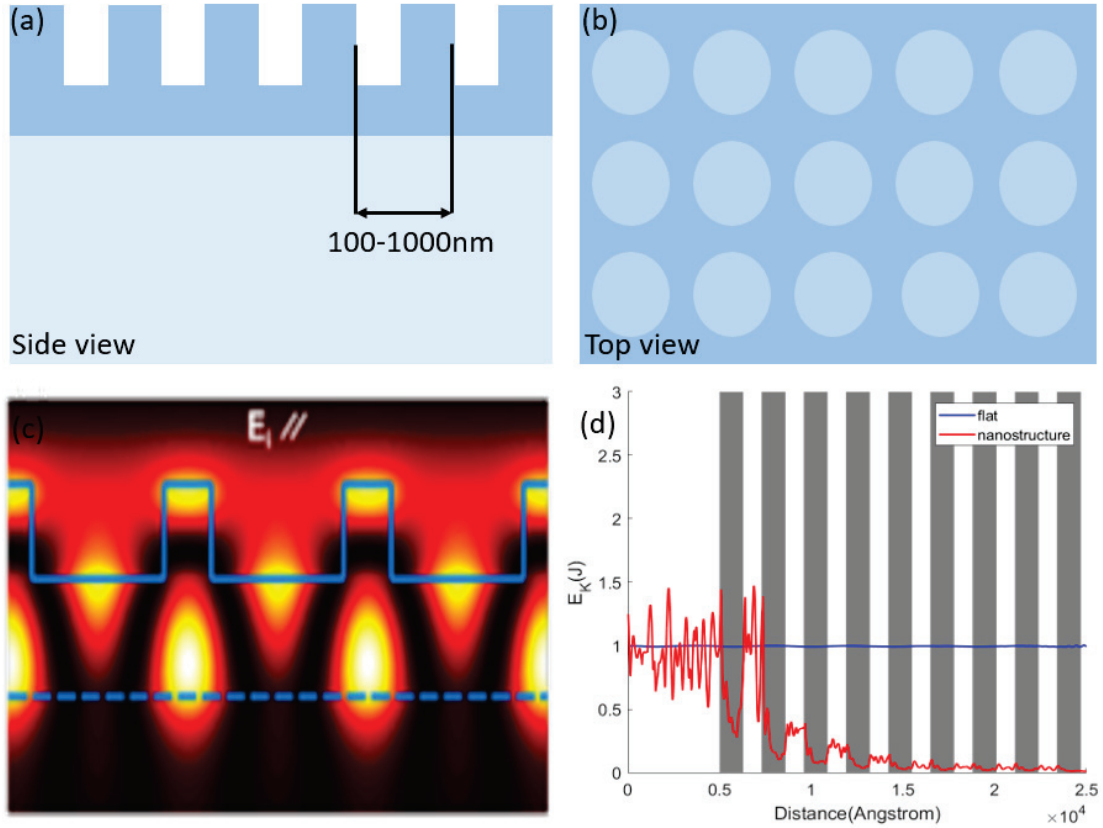 (a)
100-1000nm
Side view
(b)
Top view
(c)
E∥ //
(d)
flat
nanostructure
3
2.5
2
1.5
1
0.5
0
E_K(J)
0
0.5
1
1.5
2
2.5
Distance(Angstrom)
×10^4